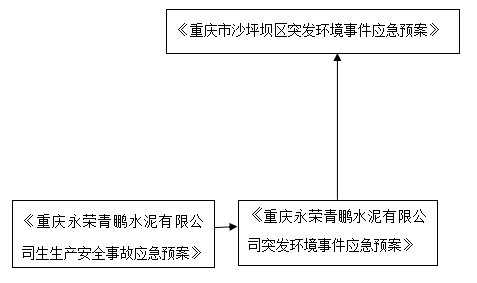 《重庆市沙坪坝区突发环境事件应急预案》
《重庆永荣青鹏水泥有限公
司生生产安全事故应急预案》
《重庆永荣青鹏水泥有限公
司突发环境事件应急预案》